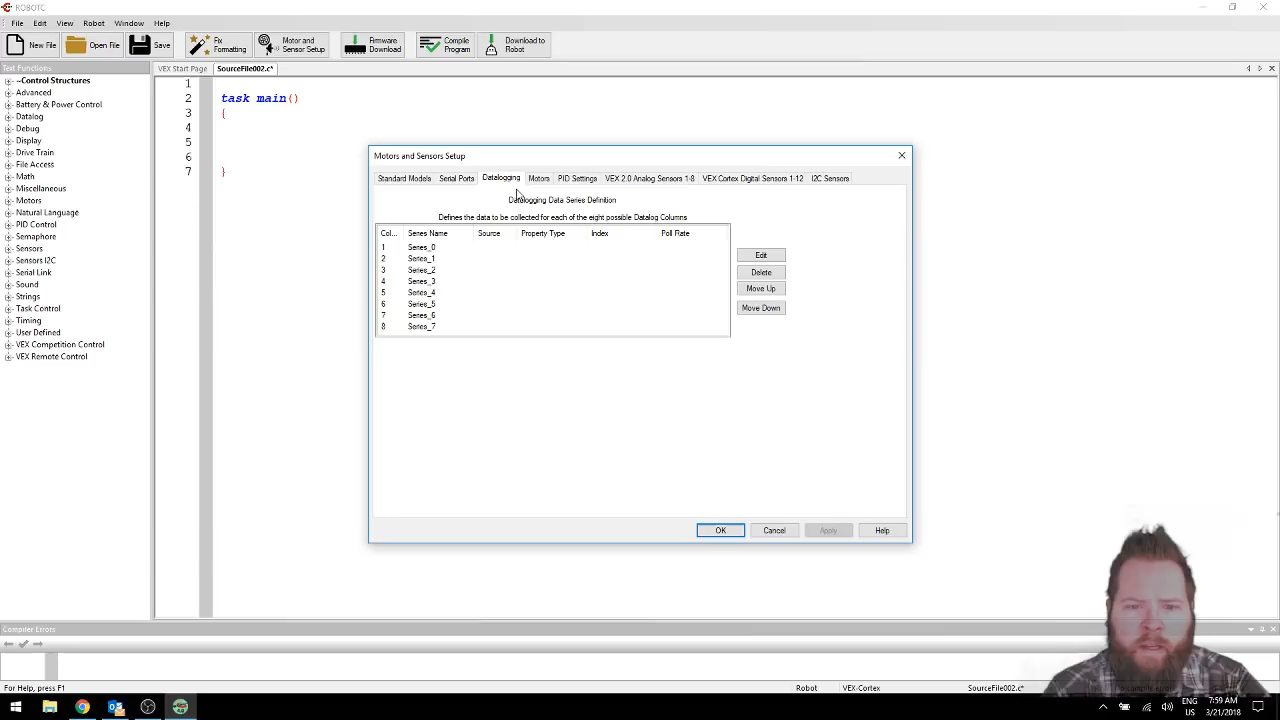 ROBOTC
File Edit View Robot Window Help
New File Open File Save Fix Formatting Motor and Sensor Setup Firmware Download Compile Program Download to Robot
Text Functions
~Control Structures
Advanced
Battery & Power Control
Datalog
Debug
Display
Drive Train
File Access
Math
Miscellaneous
Motors
Natural Language
PID Control
Semaphore
Sensors
Sensors I2C
Serial Link
Sound
Strings
Task Control
Timing
User Defined
VEX Competition Control
VEX Remote Control
VEX Start Page SourceFile002.c*
1
2 task main()
3 {
4
5
6
7 }
Motors and Sensors Setup
Standard Models Serial Ports Datalogging Motors PID Settings VEX 2.0 Analog Sensors 1-8 VEX Cortex Digital Sensors 1-12 I2C Sensors
Datalogging Data Series Definition
Defines the data to be collected for each of the eight possible Datalog Columns
Col... Series Name Source Property Type Index Poll Rate
1 Series_0
2 Series_1
3 Series_2
4 Series_3
5 Series_4
6 Series_5
7 Series_6
8 Series_7
Edit
Delete
Move Up
Move Down
OK Cancel Apply Help
Compiler Errors
For Help, press F1 Robot VEX-Cortex SourceFile002.c*
ENG 7:59 AM
US 3/21/2018